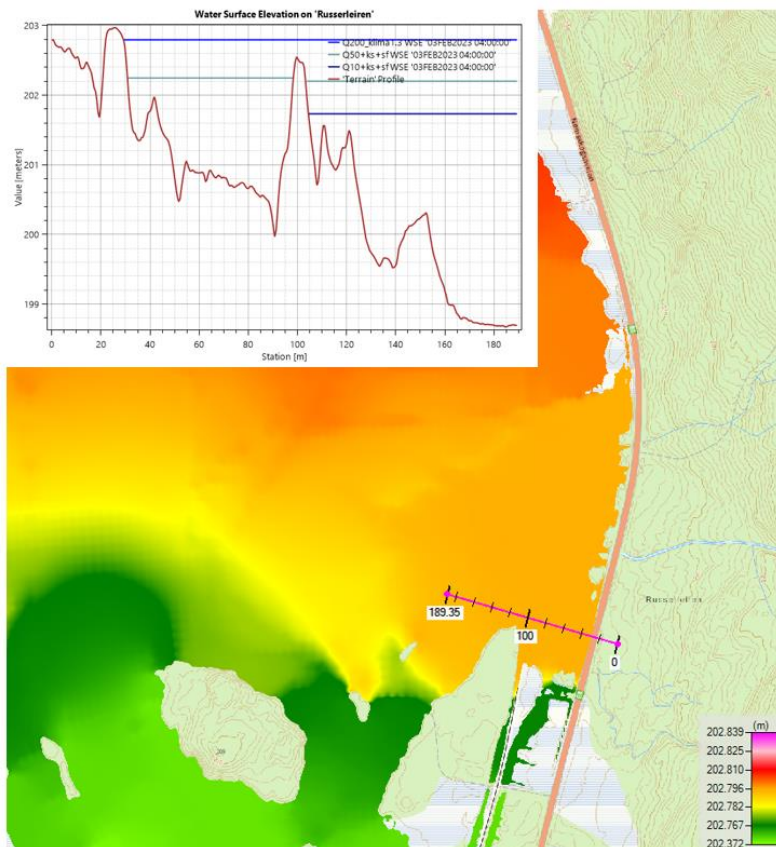 Water Surface Elevation on 'Russerleiren'
Q200_klima1.3 WSE '03FEB2023 04:00:00'
Q50+ks+sf WSE '03FEB2023 04:00:00'
Q10+ks+sf WSE '03FEB2023 04:00:00'
'Terrain' Profile
Value [meters]
203
202
201
200
199
0 20 40 60 80 100 120 140 160 180
Station [m]
189.35
100
0
(m)
202.839
202.825
202.810
202.796
202.782
202.767
202.372